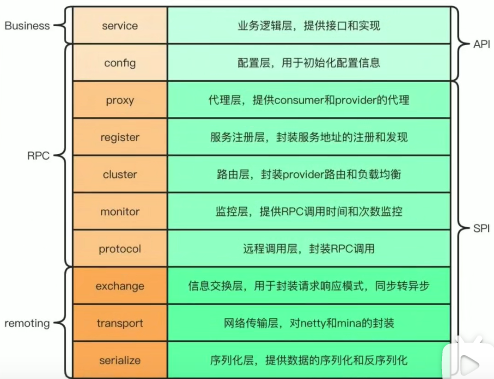 Business
service
业务逻辑层，提供接口和实现
API
config
配置层，用于初始化配置信息
RPC
proxy
代理层，提供consumer和provider的代理
register
服务注册层，封装服务地址的注册和发现
cluster
路由层，封装provider路由和负载均衡
monitor
监控层，提供RPC调用时间和次数监控
protocol
远程调用层，封装RPC调用
SPI
remoting
exchange
信息交换层，用于封装请求响应模式，同步转异步
transport
网络传输层，对netty和mina的封装
serialize
序列化层，提供数据的序列化和反序列化